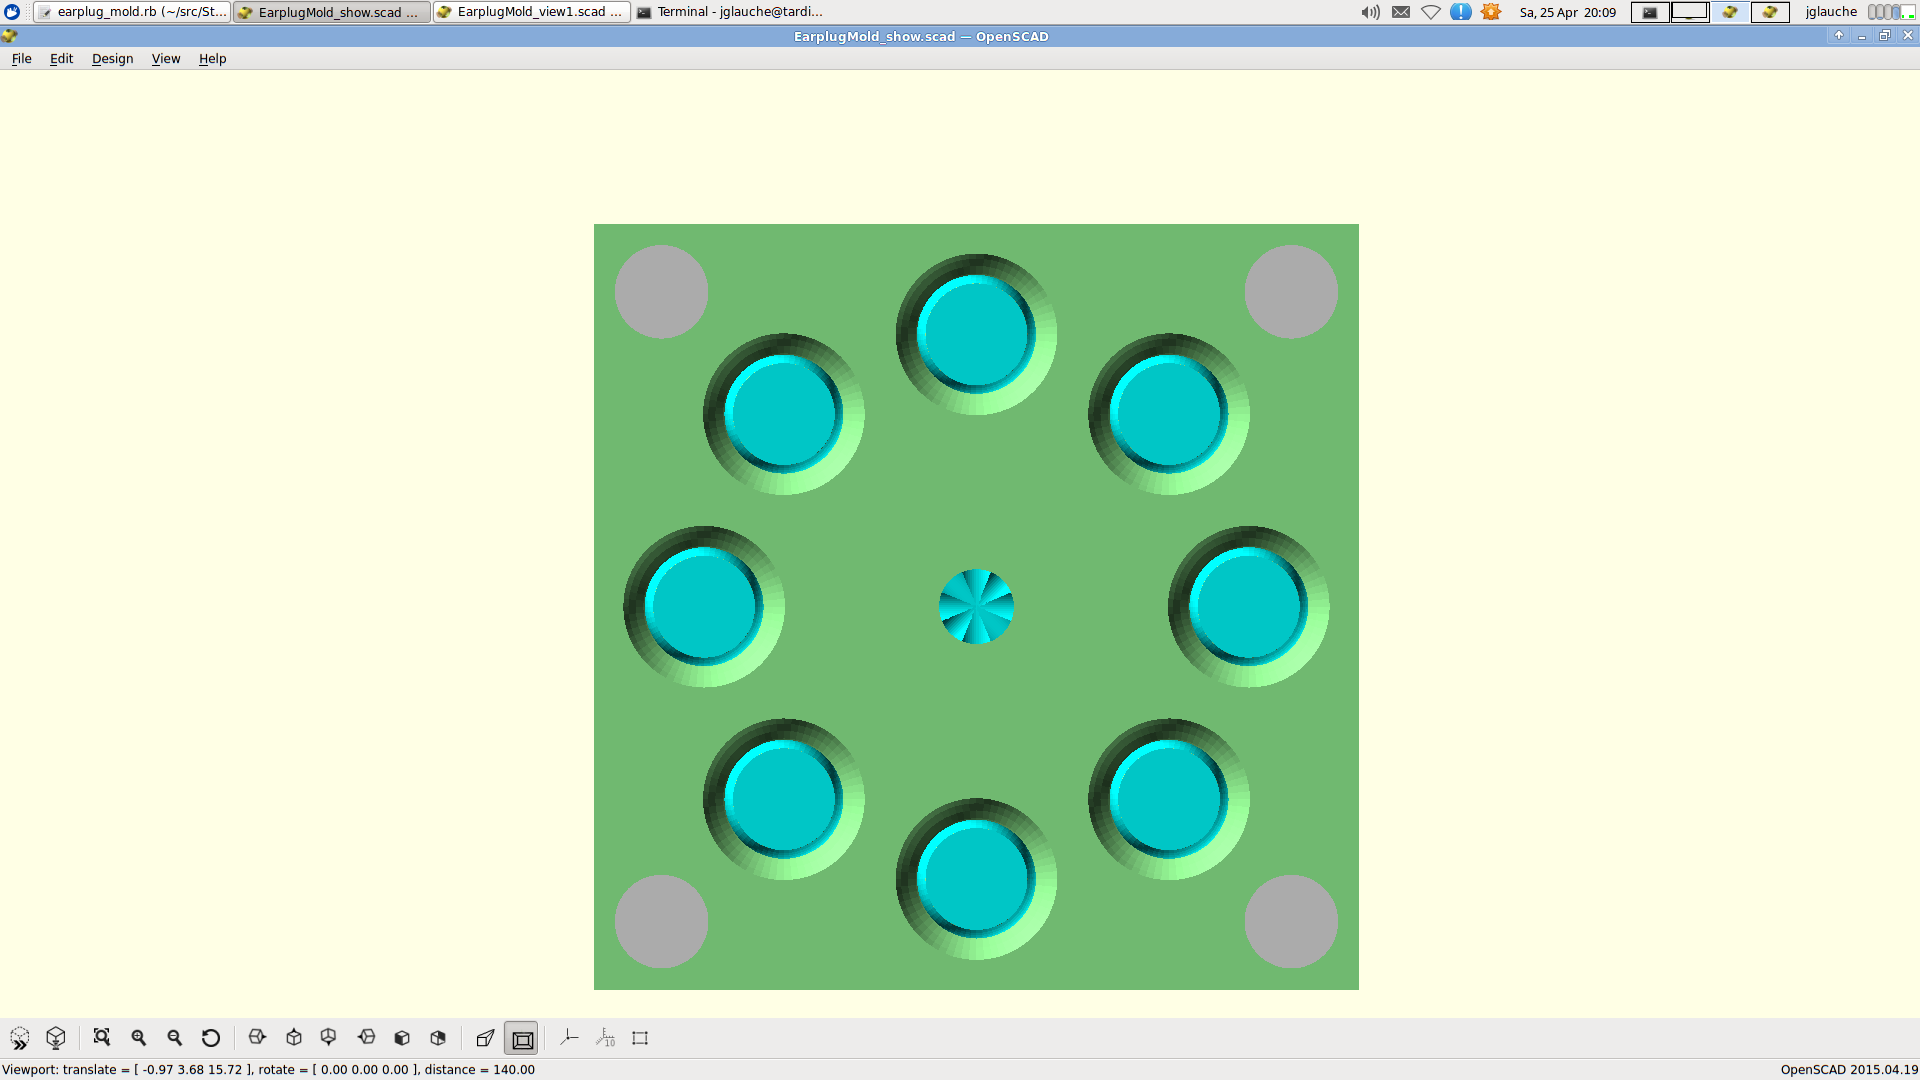 earplug_mold.rb (~/src/St... EarplugMold_show.scad ... EarplugMold_view1.scad ... Terminal - jglauche@tardi... Sa, 25 Apr 20:09 jglauche
EarplugMold_show.scad — OpenSCAD
File Edit Design View Help
10
Viewport: translate = [ -0.97 3.68 15.72 ], rotate = [ 0.00 0.00 0.00 ], distance = 140.00 OpenSCAD 2015.04.19